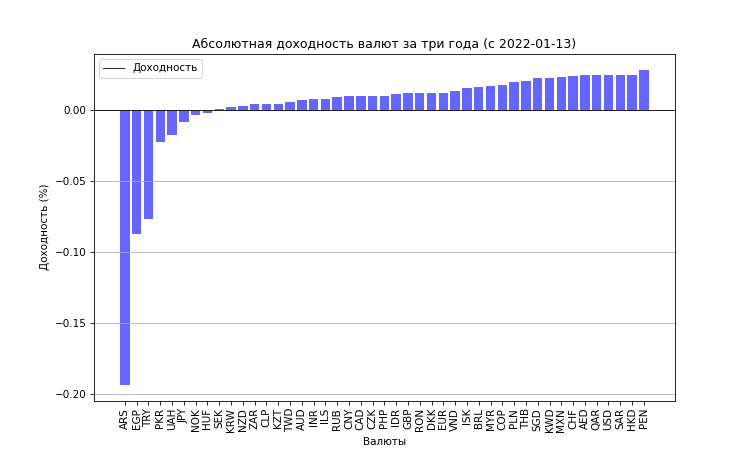 Абсолютная доходность валют за три года (с 2022-01-13)
Доходность
0.00
−0.05
−0.10
−0.15
−0.20
Доходность (%)
ARS EGP TRY PKR UAH JPY NOK HUF SEK KRW NZD ZAR CLP KZT TWD AUD INR ILS RUB CNY CAD CZK PHP IDR GBP RON DKK EUR VND ISK BRL MYR COP PLN THB SGD KWD MXN CHF AED QAR USD SAR HKD PEN
Валюты